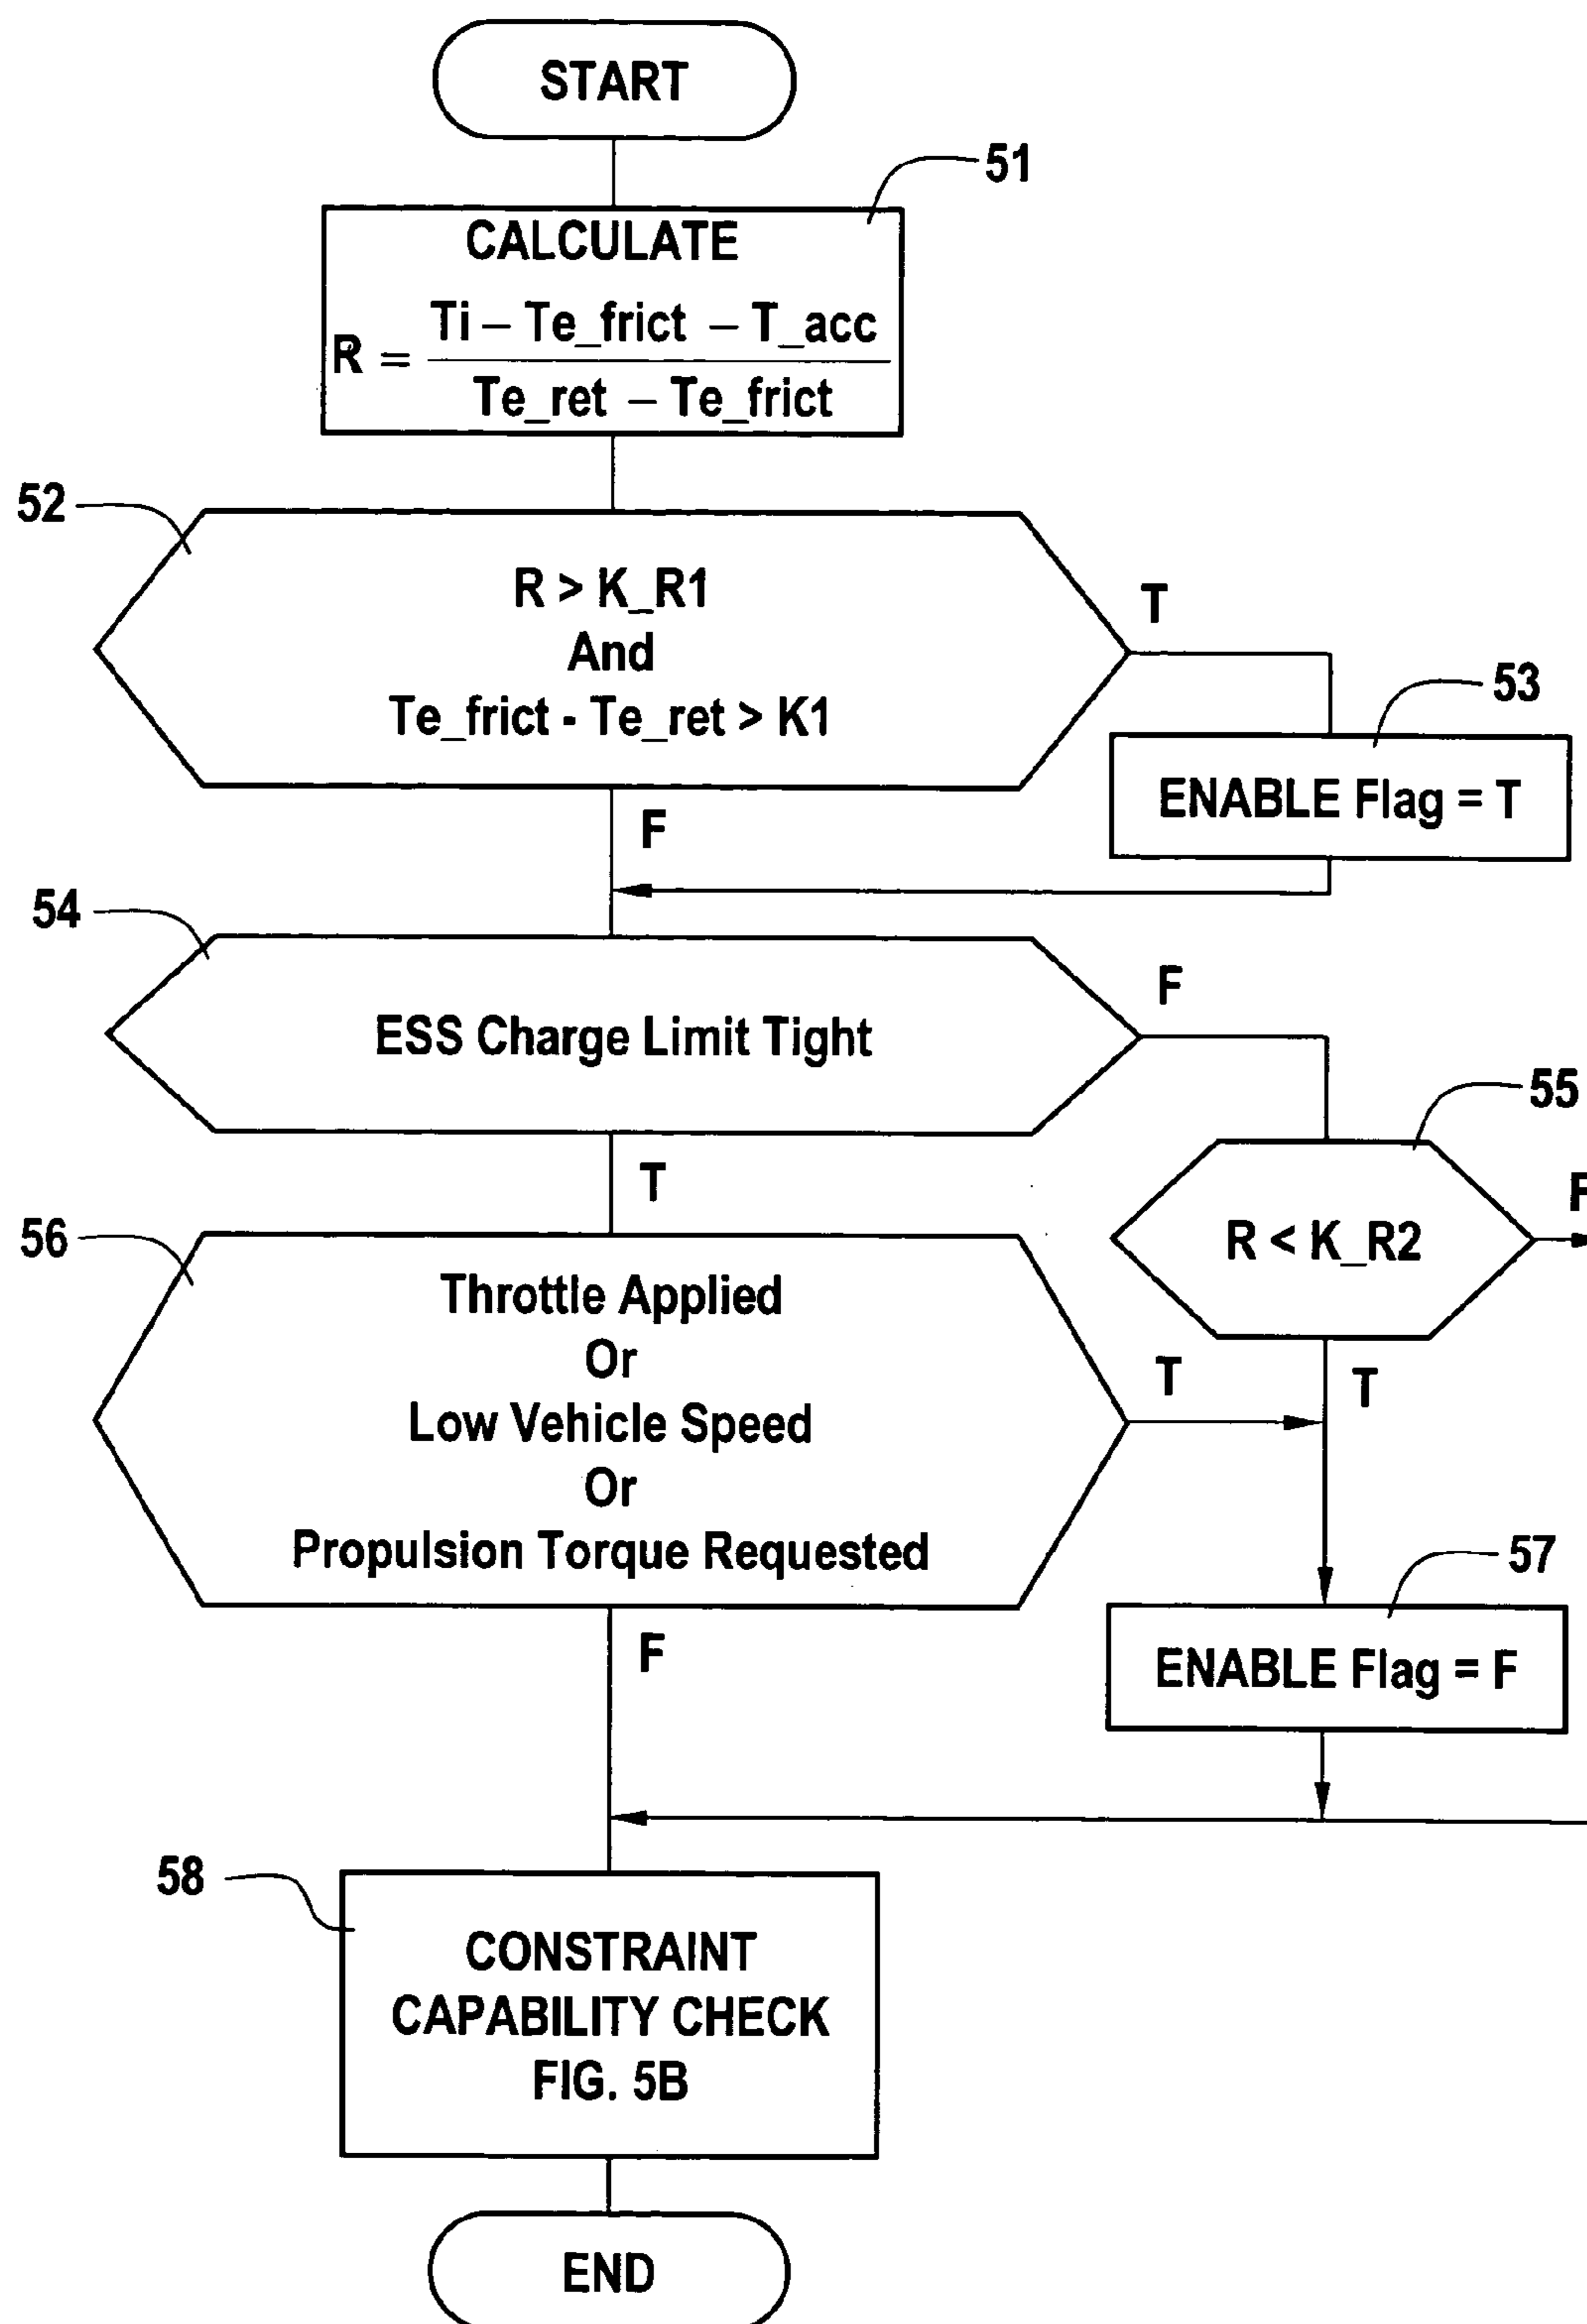 START
51
CALCULATE
R = Ti – Te_frict – T_acc
Te_ret – Te_frict
52
R > K_R1
And
Te_frict - Te_ret > K1
T
53
ENABLE Flag = T
F
54
ESS Charge Limit Tight
F
55
T
R < K_R2
F
56
Throttle Applied
Or
Low Vehicle Speed
Or
Propulsion Torque Requested
T
T
57
ENABLE Flag = F
F
58
CONSTRAINT
CAPABILITY CHECK
FIG. 5B
END